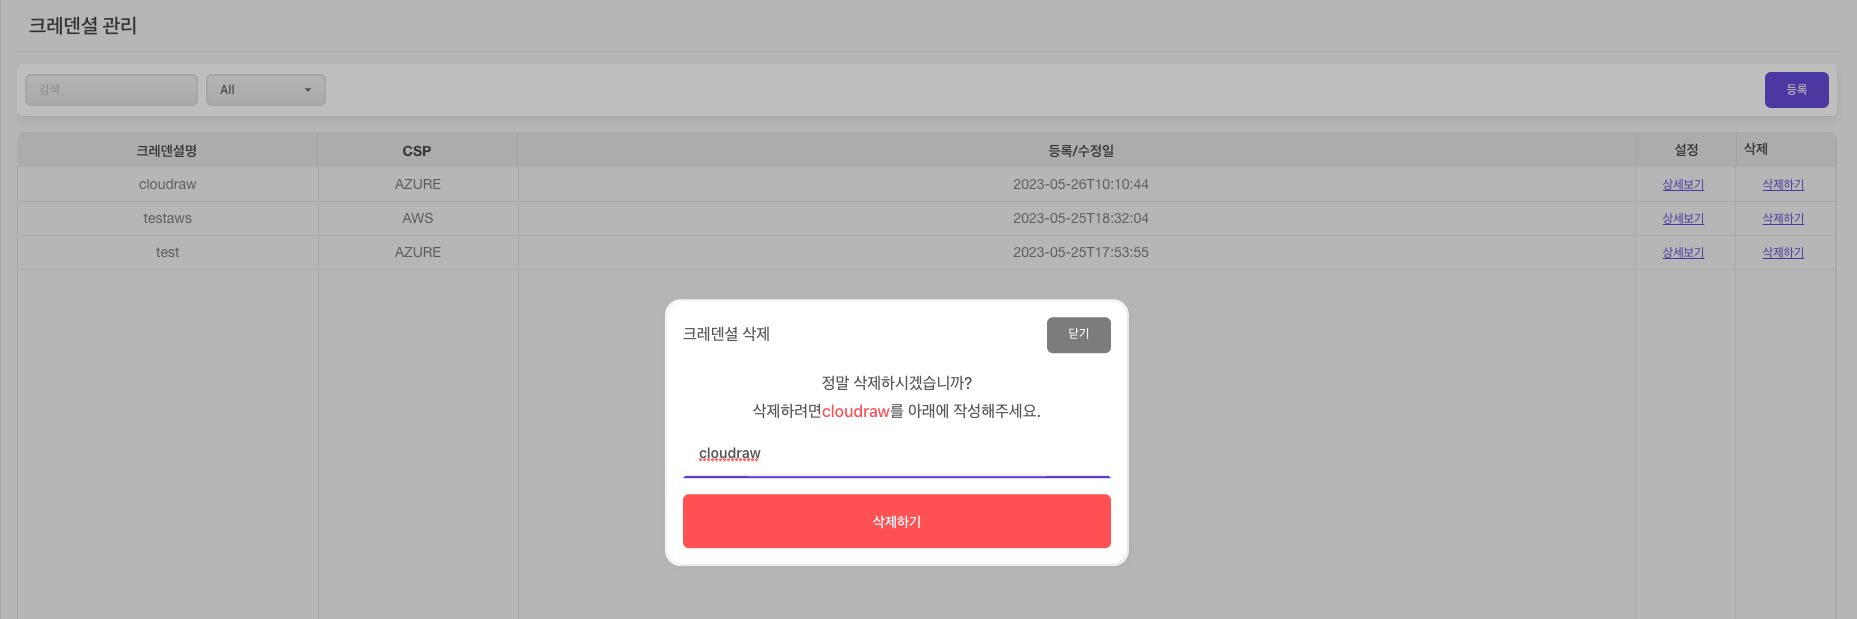 크레덴셜 관리
검색 All 등록
크레덴셜명 CSP 등록/수정일 설정 삭제
cloudraw AZURE 2023-05-26T10:10:44 상세보기 삭제하기
testaws AWS 2023-05-25T18:32:04 상세보기 삭제하기
test AZURE 2023-05-25T17:53:55 상세보기 삭제하기
크레덴셜 삭제 닫기
정말 삭제하시겠습니까?
삭제하려면cloudraw를 아래에 작성해주세요.
cloudraw
삭제하기